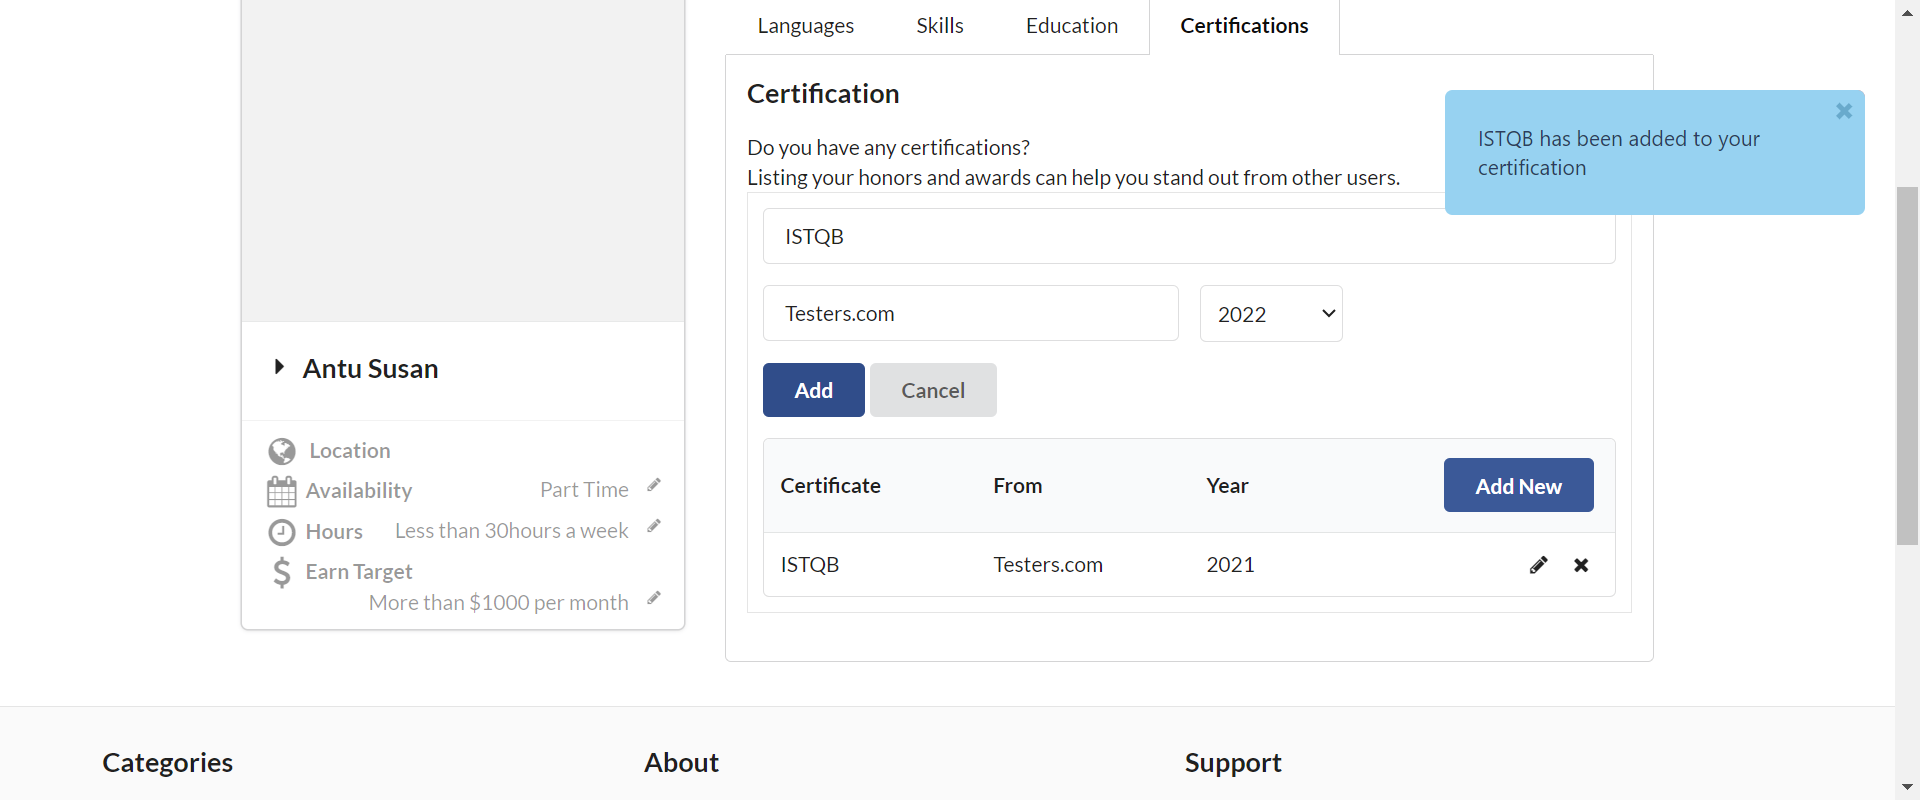 Languages Skills Education Certifications
Certification
Do you have any certifications?
Listing your honors and awards can help you stand out from other users.
ISTQB has been added to your
certification
ISTQB
Testers.com 2022
Add Cancel
Certificate From Year Add New
ISTQB Testers.com 2021
Antu Susan
Location
Availability Part Time
Hours Less than 30hours a week
Earn Target
More than $1000 per month
Categories About Support